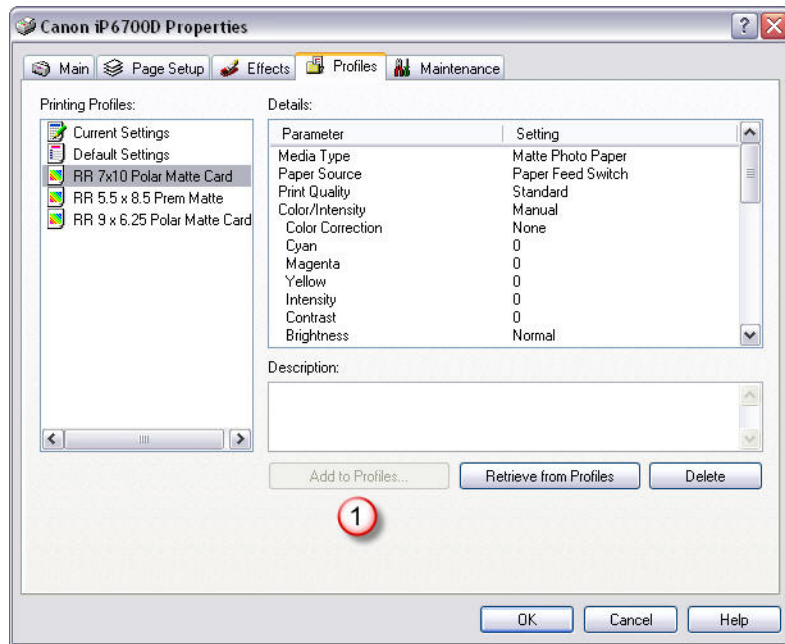 Canon iP6700D Properties
Main Page Setup Effects Profiles Maintenance
Printing Profiles:
Current Settings
Default Settings
RR 7x10 Polar Matte Card
RR 5.5 x 8.5 Prem Matte
RR 9 x 6.25 Polar Matte Card
Details:
Parameter Setting
Media Type Matte Photo Paper
Paper Source Paper Feed Switch
Print Quality Standard
Color/Intensity Manual
Color Correction None
Cyan 0
Magenta 0
Yellow 0
Intensity 0
Contrast 0
Brightness Normal
Description:
Add to Profiles... Retrieve from Profiles Delete
1
OK Cancel Help